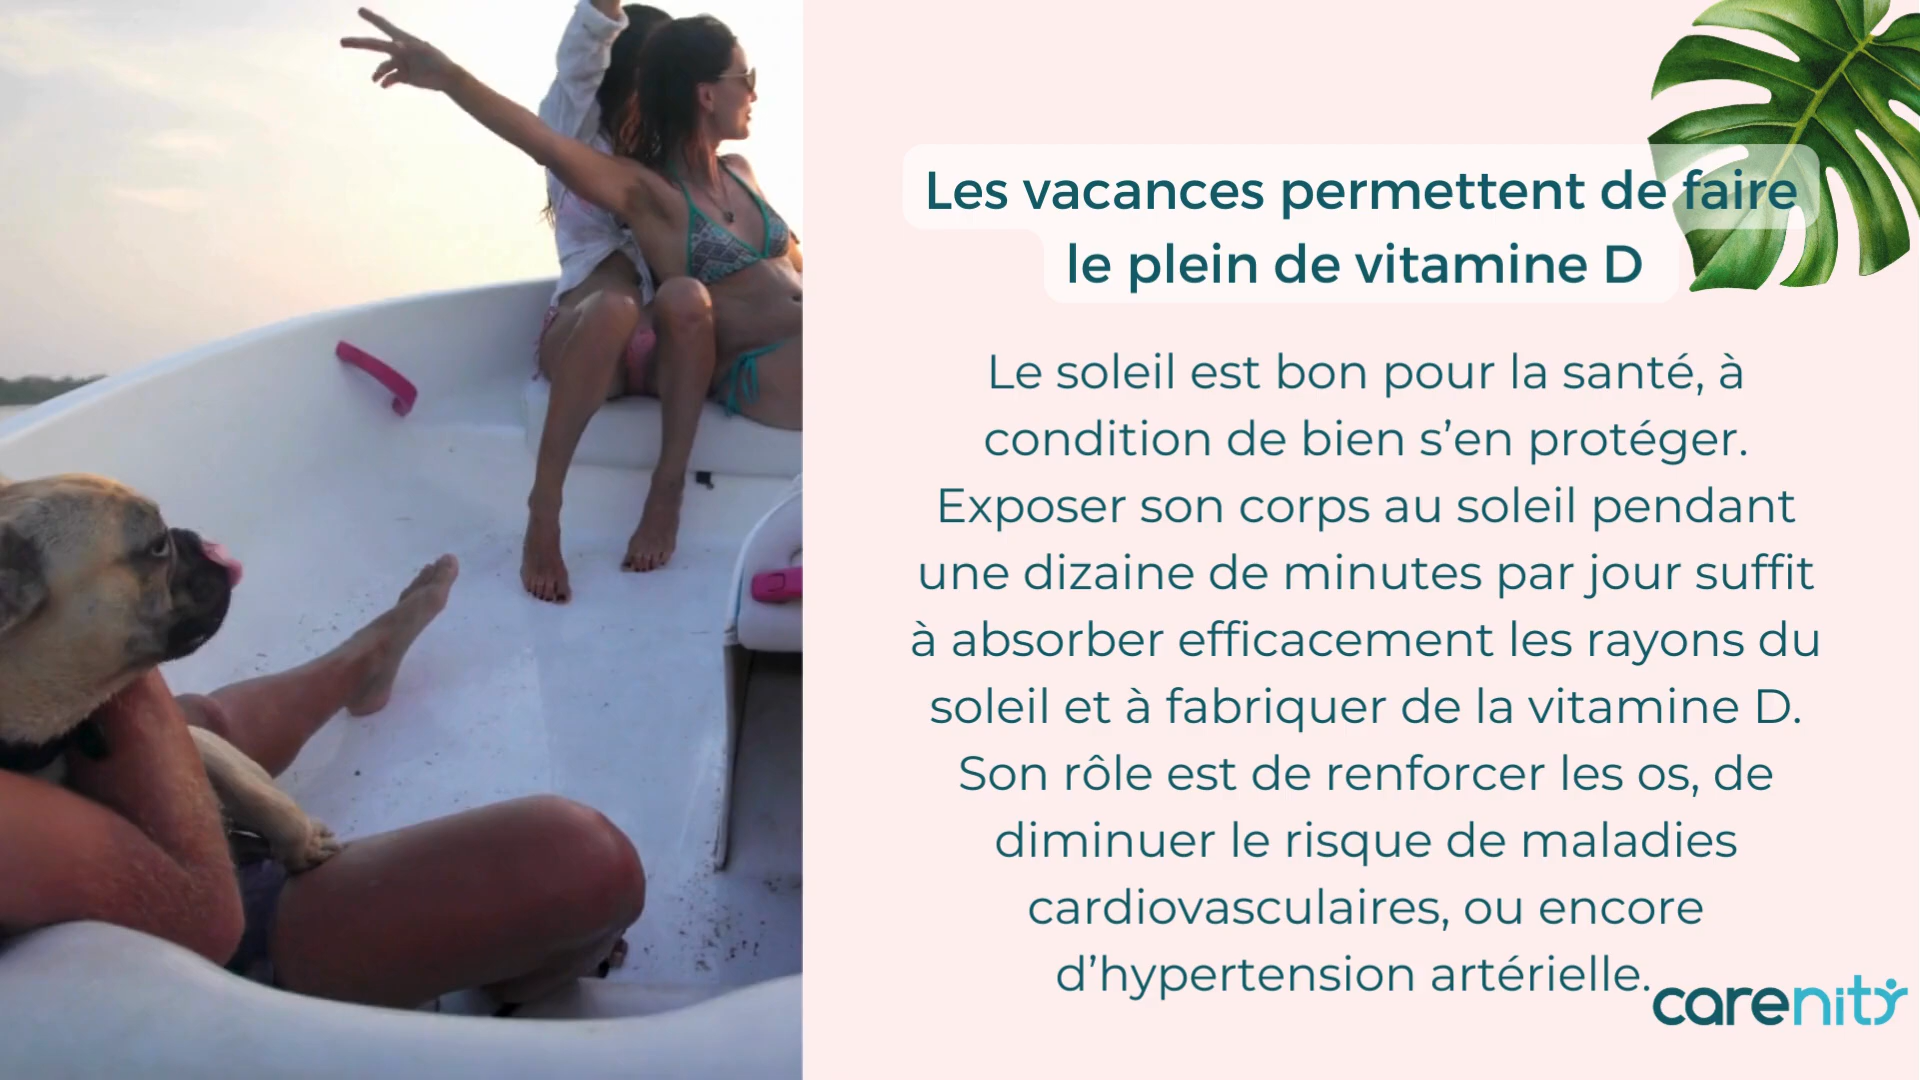 Les vacances permettent de faire
le plein de vitamine D
Le soleil est bon pour la santé, à
condition de bien s’en protéger.
Exposer son corps au soleil pendant
une dizaine de minutes par jour suffit
à absorber efficacement les rayons du
soleil et à fabriquer de la vitamine D.
Son rôle est de renforcer les os, de
diminuer le risque de maladies
cardiovasculaires, ou encore
d’hypertension artérielle.
carenity